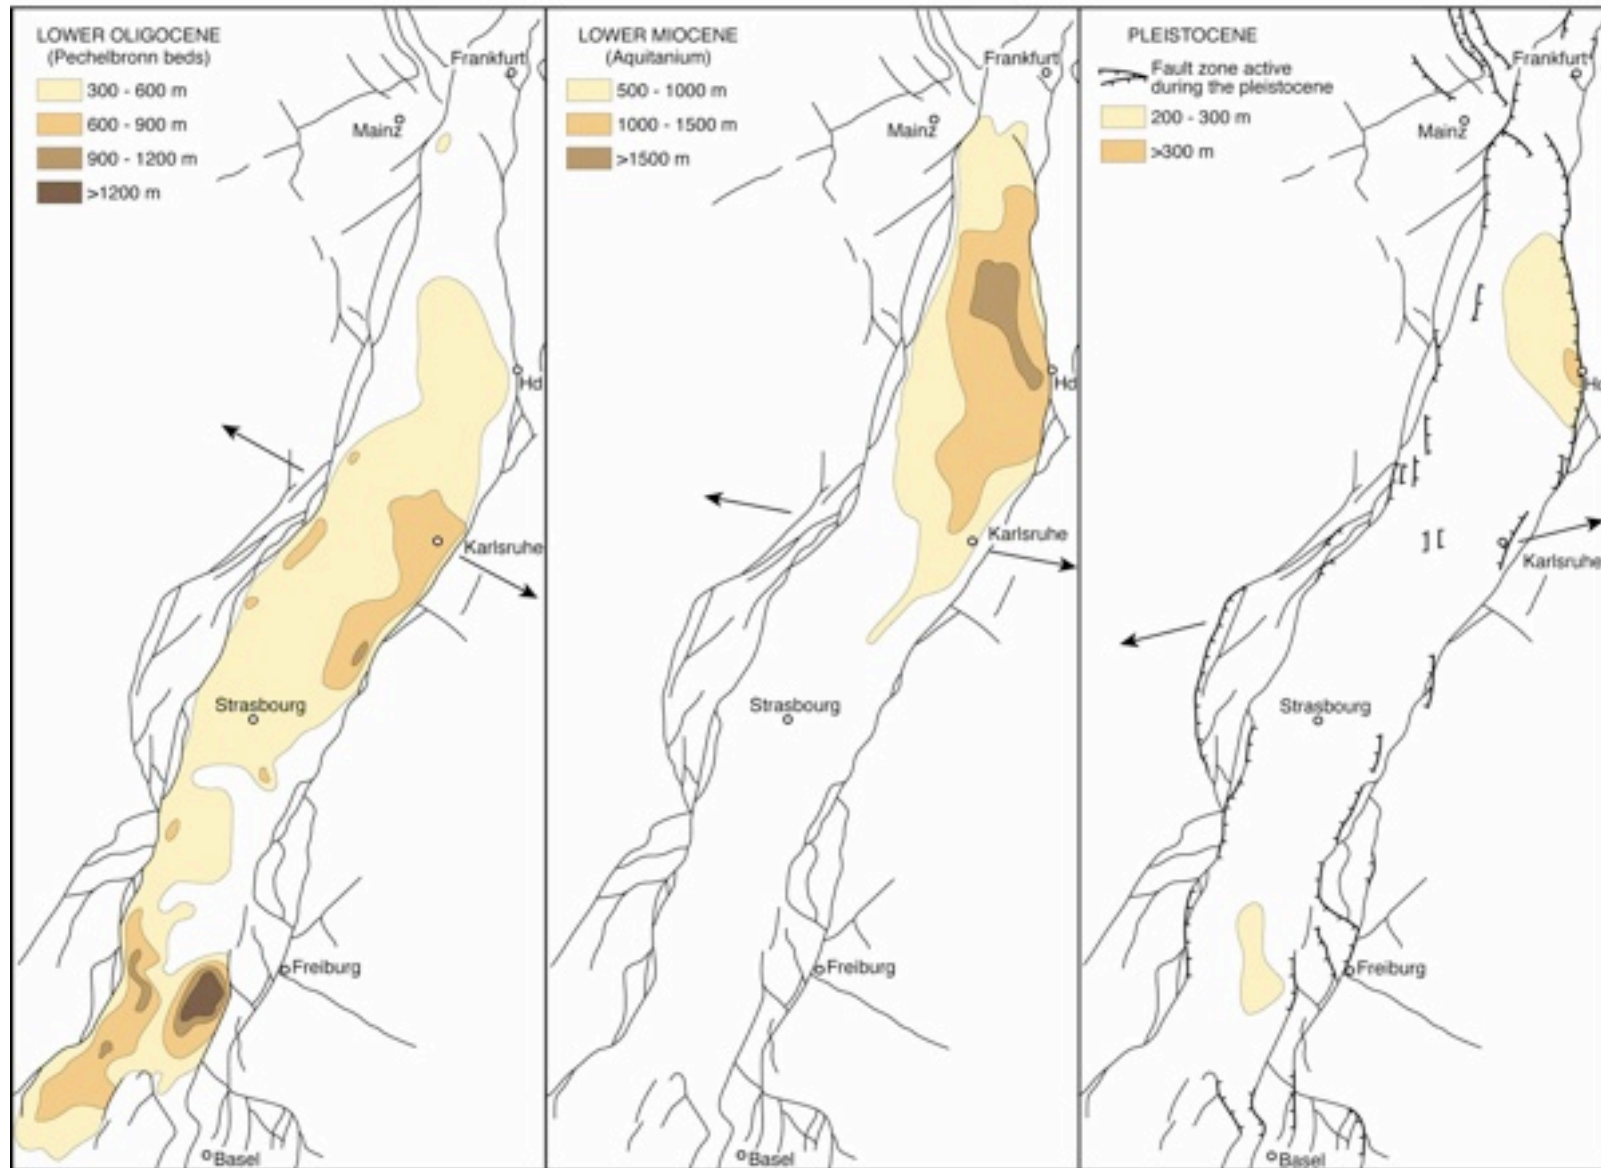 LOWER OLIGOCENE
(Pechelbronn beds)
300 - 600 m
600 - 900 m
900 - 1200 m
>1200 m
Frankfurt
Mainz
Hd
Karlsruhe
Strasbourg
Freiburg
Basel
LOWER MIOCENE
(Aquitanium)
500 - 1000 m
1000 - 1500 m
>1500 m
Frankfurt
Mainz
Hd
Karlsruhe
Strasbourg
Freiburg
Basel
PLEISTOCENE
Fault zone active
during the pleistocene
200 - 300 m
>300 m
Frankfurt
Mainz
Hd
Karlsruhe
Strasbourg
Freiburg
Basel